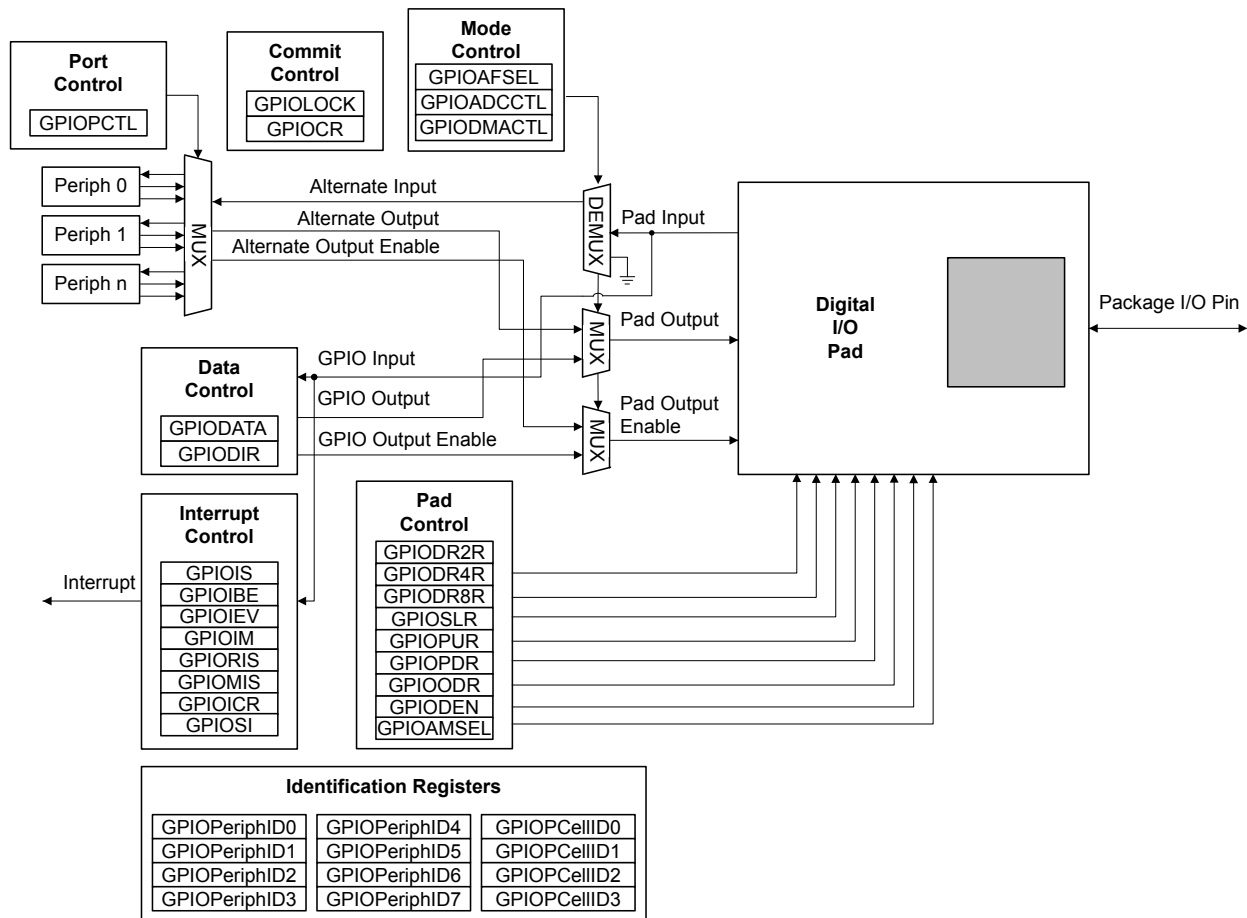 Port
Control
GPIOPCTL
Commit
Control
GPIOLOCK
GPIOCR
Mode
Control
GPIOAFSEL
GPIOADCCTL
GPIODMACTL
Periph 0
Periph 1
Periph n
MUX
Alternate Input
Alternate Output
Alternate Output Enable
DEMUX
Pad Input
MUX
Pad Output
MUX
Pad Output
Enable
Digital
I/O
Pad
Package I/O Pin
Data
Control
GPIODATA
GPIODIR
GPIO Input
GPIO Output
GPIO Output Enable
Interrupt
Control
GPIOIS
GPIOIBE
GPIOIEV
GPIOIM
GPIORIS
GPIOMIS
GPIOICR
GPIOSI
Interrupt
Pad
Control
GPIODR2R
GPIODR4R
GPIODR8R
GPIOSLR
GPIOPUR
GPIOPDR
GPIOODR
GPIODEN
GPIOAMSEL
Identification Registers
GPIOPeriphID0
GPIOPeriphID1
GPIOPeriphID2
GPIOPeriphID3
GPIOPeriphID4
GPIOPeriphID5
GPIOPeriphID6
GPIOPeriphID7
GPIOPCellID0
GPIOPCellID1
GPIOPCellID2
GPIOPCellID3